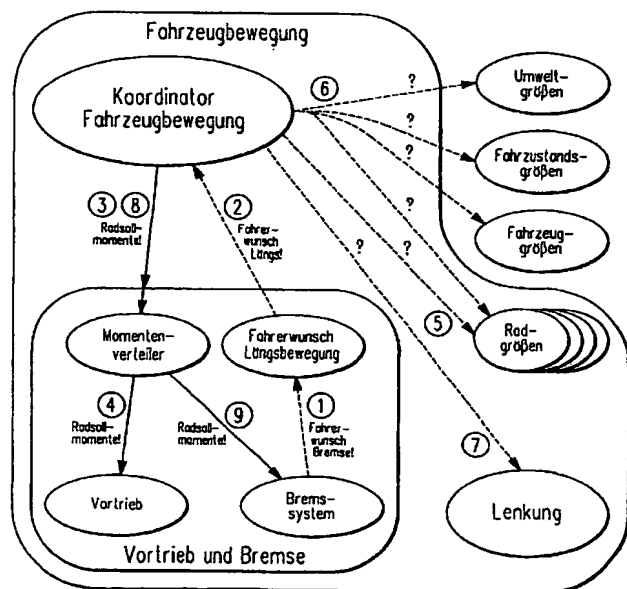 Fahrzeugbewegung
Koordinator
Fahrzeugbewegung
6
?
Umwelt-
größen
?
Fahrzustands-
größen
?
Fahrzeug-
größen
3 8
Radsoll-
momente!
2
Fahrer-
wunsch
Längs!
?
?
?
5
Rad-
größen
Momenten-
verteiler
Fahrerwunsch
Längsbewegung
4
Radsoll-
momente!
Radsoll-
momente!
9
1
Fahrer-
wunsch
Bremse!
7
Vortrieb
Brems-
system
Lenkung
Vortrieb und Bremse